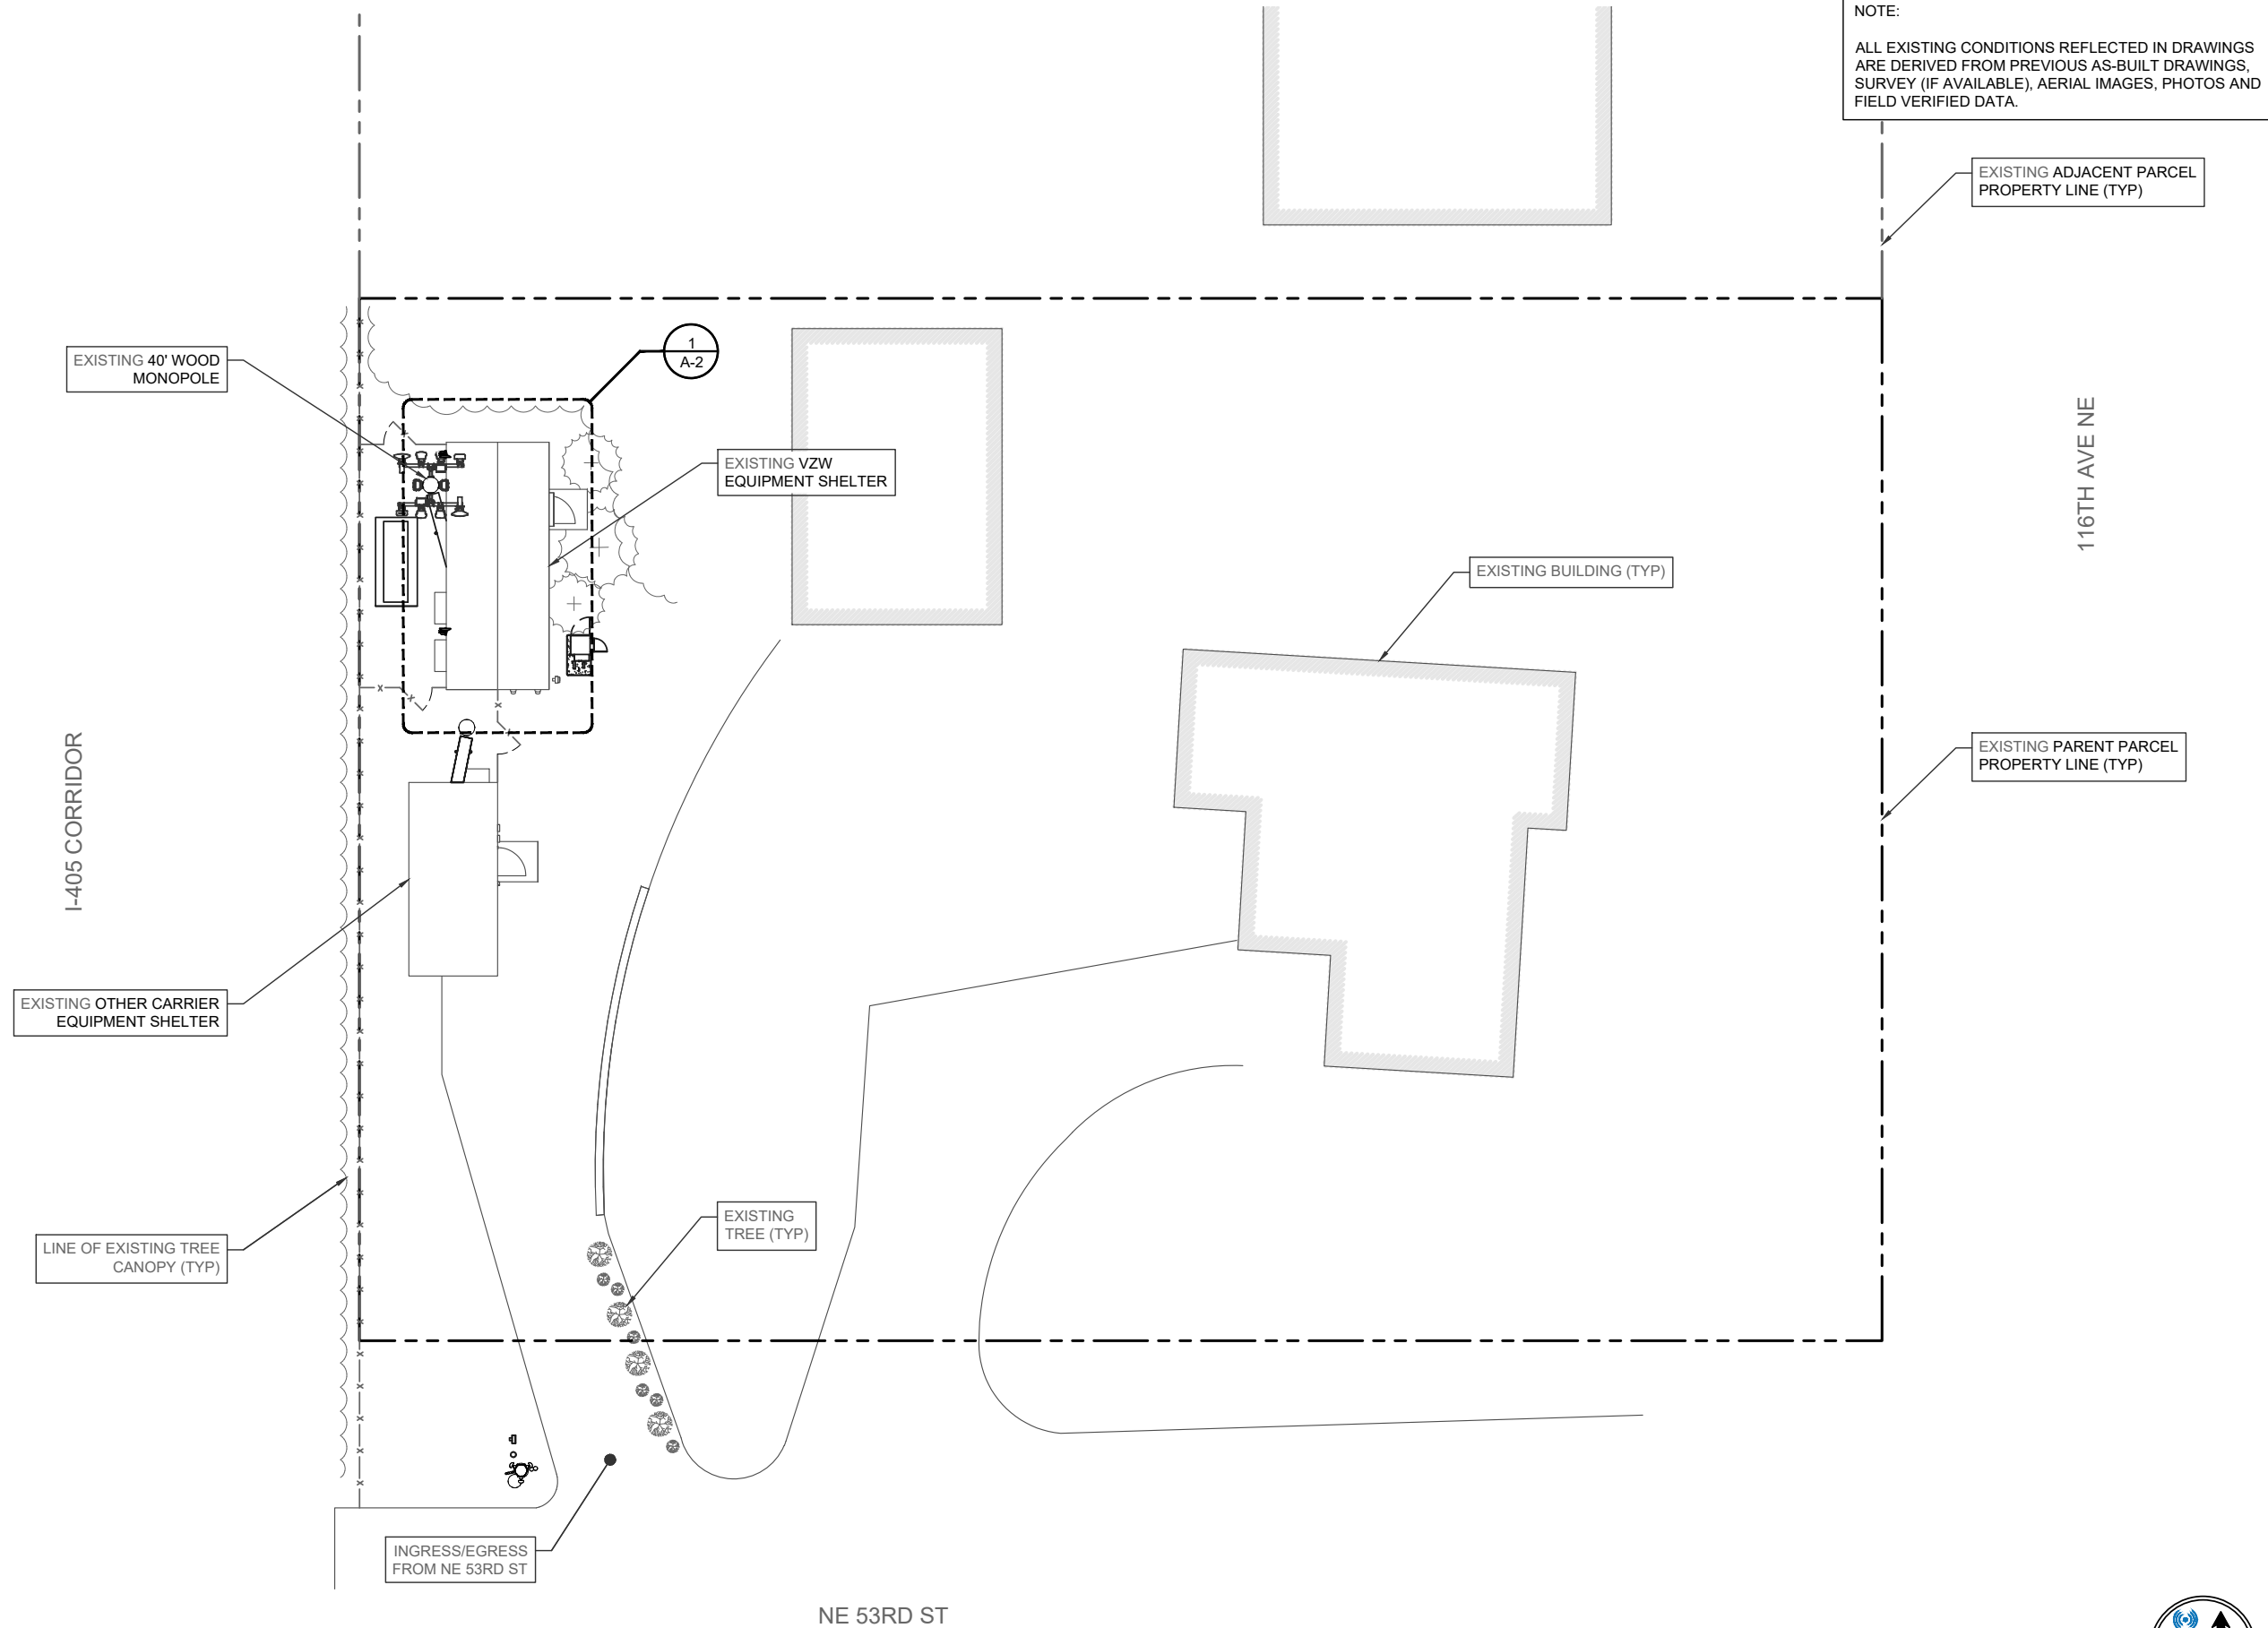 NOTE:
ALL EXISTING CONDITIONS REFLECTED IN DRAWINGS
ARE DERIVED FROM PREVIOUS AS-BUILT DRAWINGS,
SURVEY (IF AVAILABLE), AERIAL IMAGES, PHOTOS AND
FIELD VERIFIED DATA.
EXISTING ADJACENT PARCEL
PROPERTY LINE (TYP)
EXISTING 40' WOOD
MONOPOLE
1
A-2
EXISTING VZW
EQUIPMENT SHELTER
116TH AVE NE
EXISTING BUILDING (TYP)
I-405 CORRIDOR
EXISTING PARENT PARCEL
PROPERTY LINE (TYP)
EXISTING OTHER CARRIER
EQUIPMENT SHELTER
EXISTING
TREE (TYP)
LINE OF EXISTING TREE
CANOPY (TYP)
INGRESS/EGRESS
FROM NE 53RD ST
NE 53RD ST